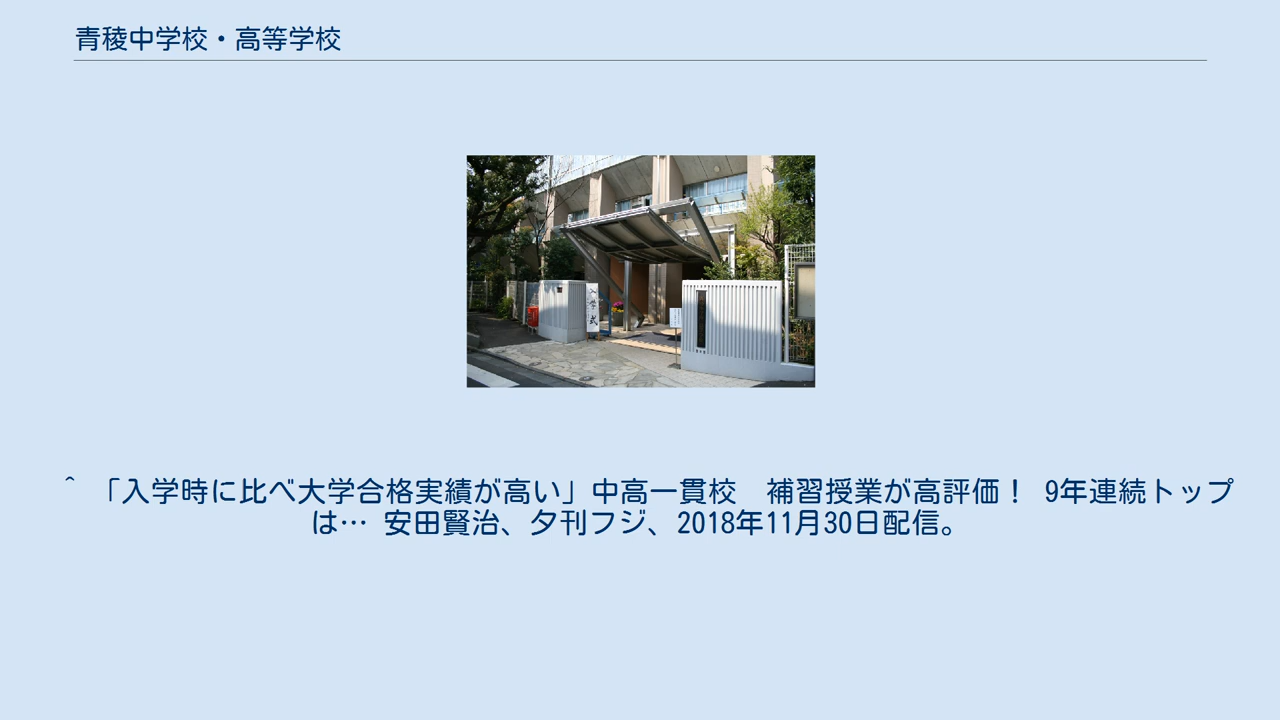 青稜中学校・高等学校
入学式
^ 「入学時に比べ大学合格実績が高い」中高一貫校　補習授業が高評価！ 9年連続トップ
は… 安田賢治、夕刊フジ、2018年11月30日配信。